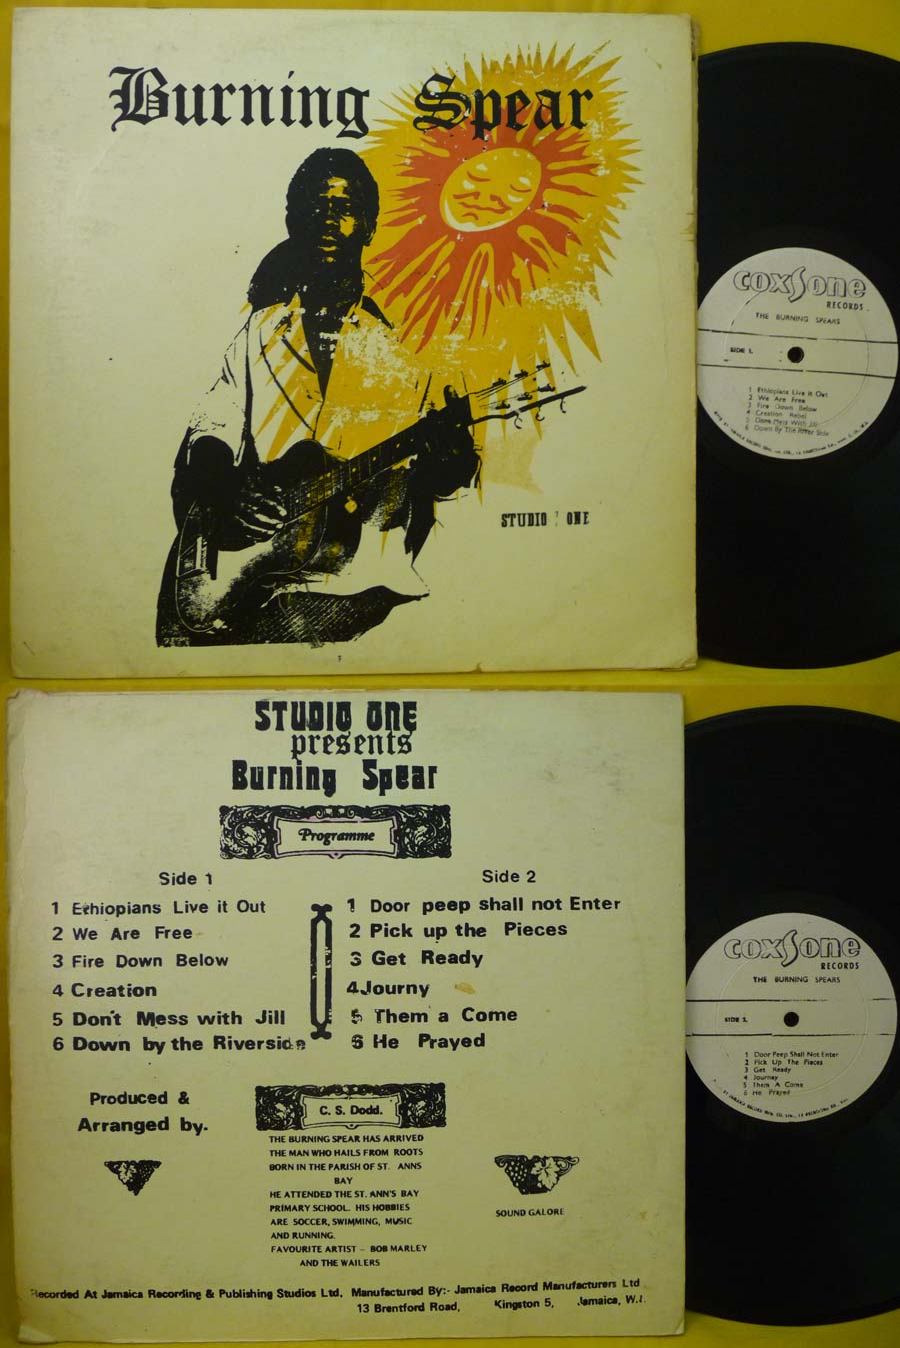 Burning Spear
STUDIO ONE
COXSONE
RECORDS
THE BURNING SPEARS
SIDE 1.
1 Ethiopians Live it Out
2 We Are Free
3 Fire Down Below
4 Creation Rebel
5 Dont Mess With Jill
6 Down By The River Side
STUDIO ONE
presents
Burning Spear
Programme
Side 1
1 Ethiopians Live it Out
2 We Are Free
3 Fire Down Below
4 Creation
5 Don't Mess with Jill
6 Down by the Riverside
Side 2
1 Door peep shall not Enter
2 Pick up the Pieces
3 Get Ready
4 Journy
5 Them a Come
6 He Prayed
Produced &
Arranged by.
C. S. Dodd.
THE BURNING SPEAR HAS ARRIVED
THE MAN WHO HAILS FROM ROOTS
BORN IN THE PARISH OF ST. ANNS
BAY
HE ATTENDED THE ST. ANN'S BAY
PRIMARY SCHOOL. HIS HOBBIES
ARE SOCCER, SWIMMING, MUSIC
AND RUNNING.
FAVOURITE ARTIST – BOB MARLEY
AND THE WAILERS
SOUND GALORE
Recorded At Jamaica Recording & Publishing Studios Ltd. Manufactured By:- Jamaica Record Manufacturers Ltd
13 Brentford Road, Kingston 5, Jamaica, W.I.
COXSONE
RECORDS
THE BURNING SPEARS
SIDE 2.
1 Door Peep Shall Not Enter
2 Pick Up The Pieces
3 Get Ready
4 Journey
5 Them A Come
6 He Prayed